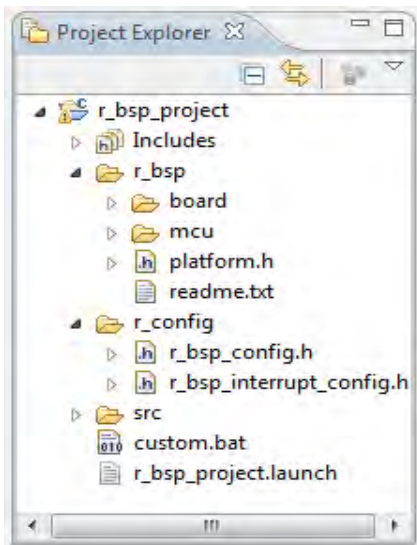 Project Explorer
r_bsp_project
Includes
r_bsp
board
mcu
platform.h
readme.txt
r_config
r_bsp_config.h
r_bsp_interrupt_config.h
src
custom.bat
r_bsp_project.launch